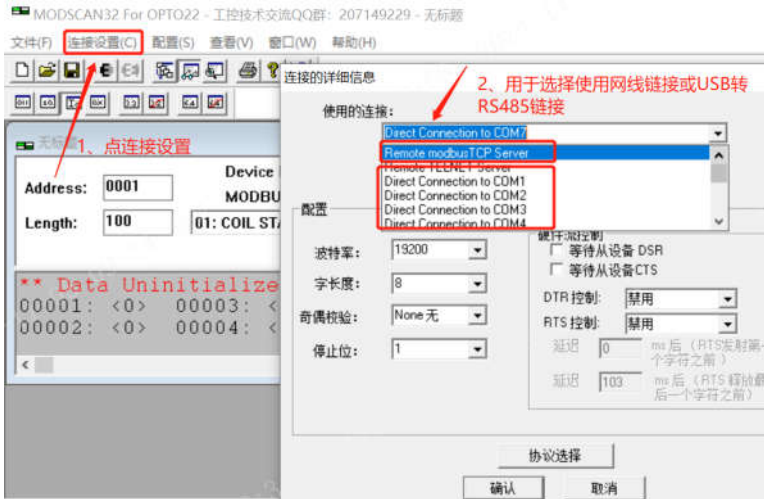 MODSCAN32 For OPTO22 - 工控技术交流QQ群: 207149229 - 无标题
文件(F) 连接设置(C) 配置(S) 查看(V) 窗口(W) 帮助(H)
连接的详细信息
2、用于选择使用网线链接或USB转
RS485链接
使用的连接:
Direct Connection to COM7
Remote modbusTCP Server
Remote TELNET Server
Direct Connection to COM1
Direct Connection to COM2
Direct Connection to COM3
Direct Connection to COM4
无标题
1、点连接设置
Address: 0001
Device
MODBU
Length: 100
01: COIL STA
** Data Uninitialize
00001: <0> 00003: <
00002: <0> 00004: <
配置
波特率: 19200
字长度: 8
奇偶校验: None 无
停止位: 1
硬件流控制
等待从设备 DSR
等待从设备CTS
DTR 控制: 禁用
RTS 控制: 禁用
延迟 0 ms 后（RTS发射第一
个字符之前）
延迟 103 ms 后（RTS 释放最
后一个字符之前）
协议选择
确认 取消